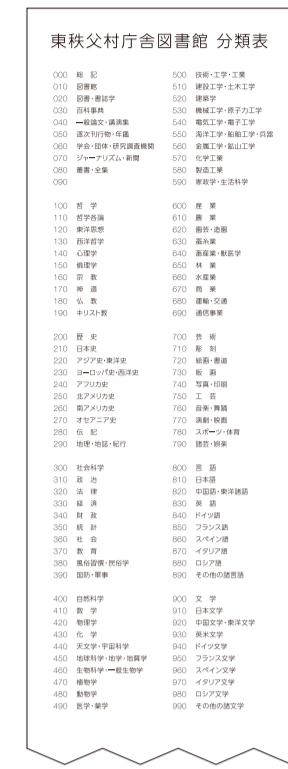 東秩父村庁舎図書館 分類表
000 総 記
010 図書館
020 図書・書誌学
030 百科事典
040 一般論文・講演集
050 逐次刊行物・年鑑
060 学会・団体・研究調査機関
070 ジャーナリズム・新聞
080 叢書・全集
090
100 哲 学
110 哲学各論
120 東洋思想
130 西洋哲学
140 心理学
150 倫理学
160 宗 教
170 神 道
180 仏 教
190 キリスト教
200 歴 史
210 日本史
220 アジア史・東洋史
230 ヨーロッパ史・西洋史
240 アフリカ史
250 北アメリカ史
260 南アメリカ史
270 オセアニア史
280 伝 記
290 地理・地誌・紀行
300 社会科学
310 政 治
320 法 律
330 経 済
340 財 政
350 統 計
360 社 会
370 教 育
380 風俗習慣・民俗学
390 国防・軍事
400 自然科学
410 数 学
420 物理学
430 化 学
440 天文学・宇宙科学
450 地球科学・地学・地質学
460 生物科学・一般生物学
470 植物学
480 動物学
490 医学・薬学
500 技術・工学・工業
510 建設工学・土木工学
520 建築学
530 機械工学・原子力工学
540 電気工学・電子工学
550 海洋工学・船舶工学・兵器
560 金属工学・鉱山工学
570 化学工業
580 製造工業
590 家政学・生活科学
600 産 業
610 農 業
620 園芸・造園
630 蚕糸業
640 畜産業・獣医学
650 林 業
660 水産業
670 商 業
680 運輸・交通
690 通信事業
700 芸 術
710 彫 刻
720 絵画・書道
730 版 画
740 写真・印刷
750 工 芸
760 音楽・舞踊
770 演劇・映画
780 スポーツ・体育
790 諸芸・娯楽
800 言 語
810 日本語
820 中国語・東洋諸語
830 英 語
840 ドイツ語
850 フランス語
860 スペイン語
870 イタリア語
880 ロシア語
890 その他の諸言語
900 文 学
910 日本文学
920 中国文学・東洋文学
930 英米文学
940 ドイツ文学
950 フランス文学
960 スペイン文学
970 イタリア文学
980 ロシア文学
990 その他の諸文学